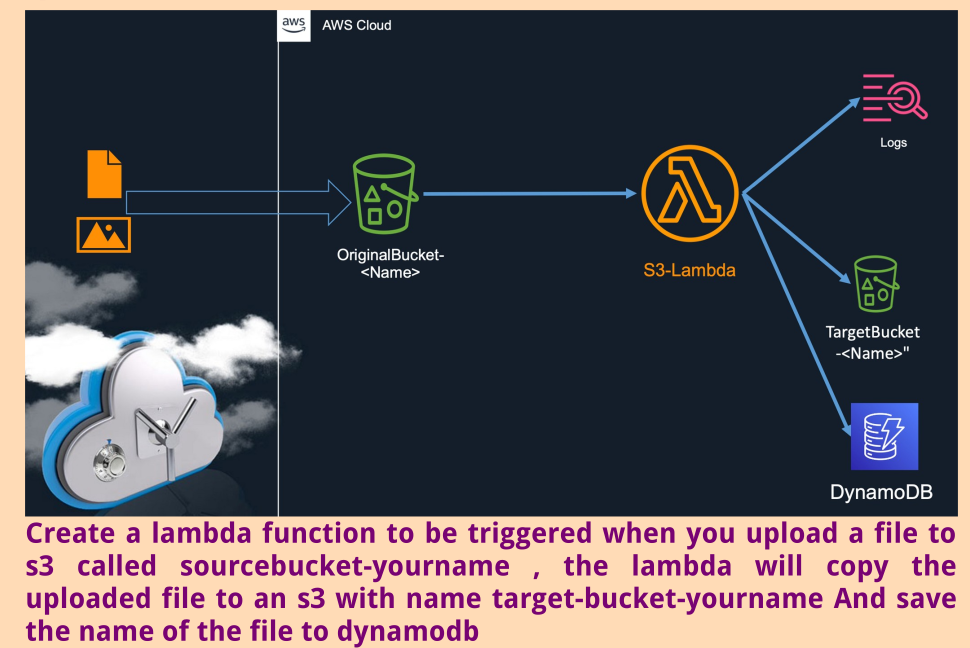 aws
AWS Cloud
Logs
OriginalBucket-
<Name>
S3-Lambda
TargetBucket
-<Name>"
DynamoDB
Create a lambda function to be triggered when you upload a file to
s3 called sourcebucket-yourname , the lambda will copy the
uploaded file to an s3 with name target-bucket-yourname And save
the name of the file to dynamodb